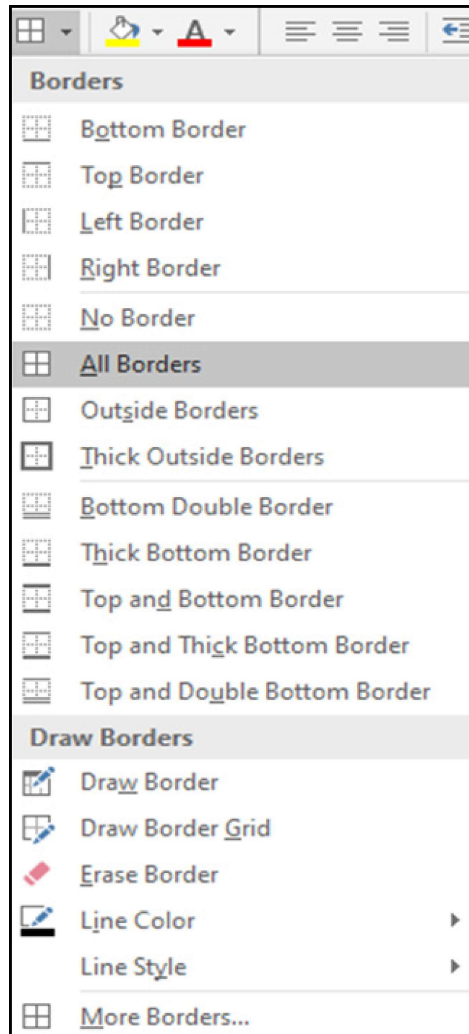 A
Borders
Bottom Border
Top Border
Left Border
Right Border
No Border
All Borders
Outside Borders
Thick Outside Borders
Bottom Double Border
Thick Bottom Border
Top and Bottom Border
Top and Thick Bottom Border
Top and Double Bottom Border
Draw Borders
Draw Border
Draw Border Grid
Erase Border
Line Color
Line Style
More Borders...